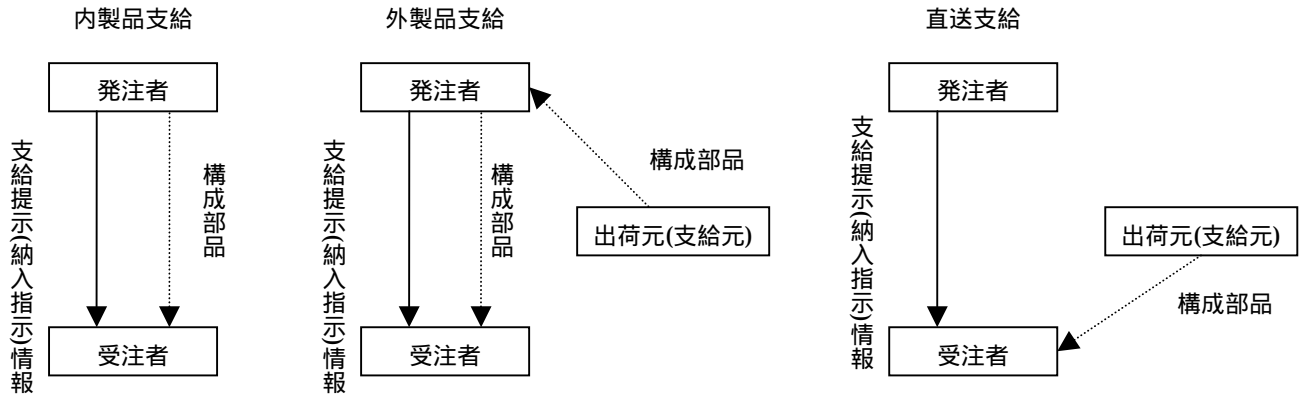 内製品支給
発注者
支給提示(納入指示)情報
構成部品
受注者
外製品支給
発注者
支給提示(納入指示)情報
構成部品
構成部品
出荷元(支給元)
受注者
直送支給
発注者
支給提示(納入指示)情報
出荷元(支給元)
構成部品
受注者